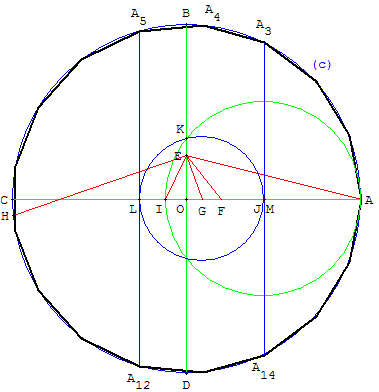 A5 B A4 A3
(c)
K
E
C L I O G F J M A
H
A12 D A14